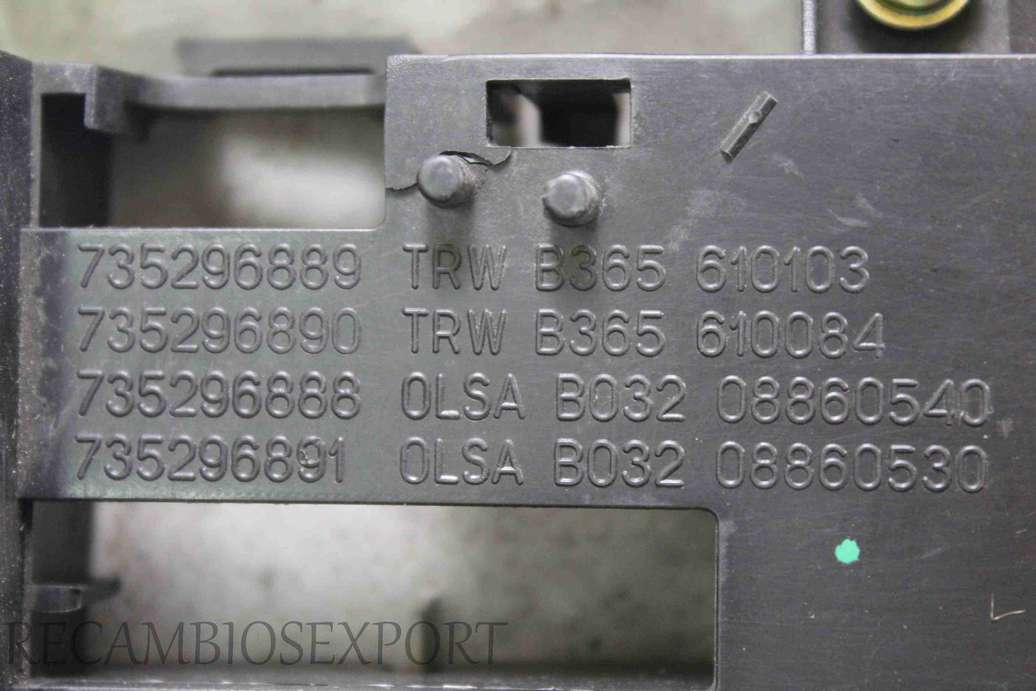 735296889 TRW B365 610103
735296890 TRW B365 610084
735296888 OLSA B032 08860540
735296891 OLSA B032 08860530
RECAMBIOSEXPORT